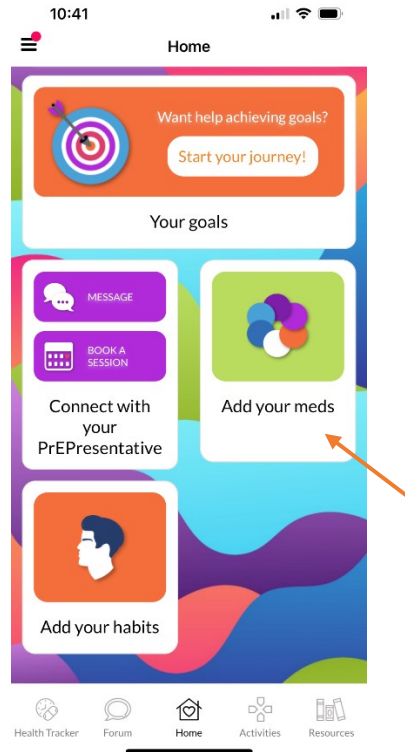 10:41
Home
Want help achieving goals?
Start your journey!
Your goals
MESSAGE
BOOK A
SESSION
Connect with
your
PrEPresentative
Add your meds
Add your habits
Health Tracker
Forum
Home
Activities
Resources